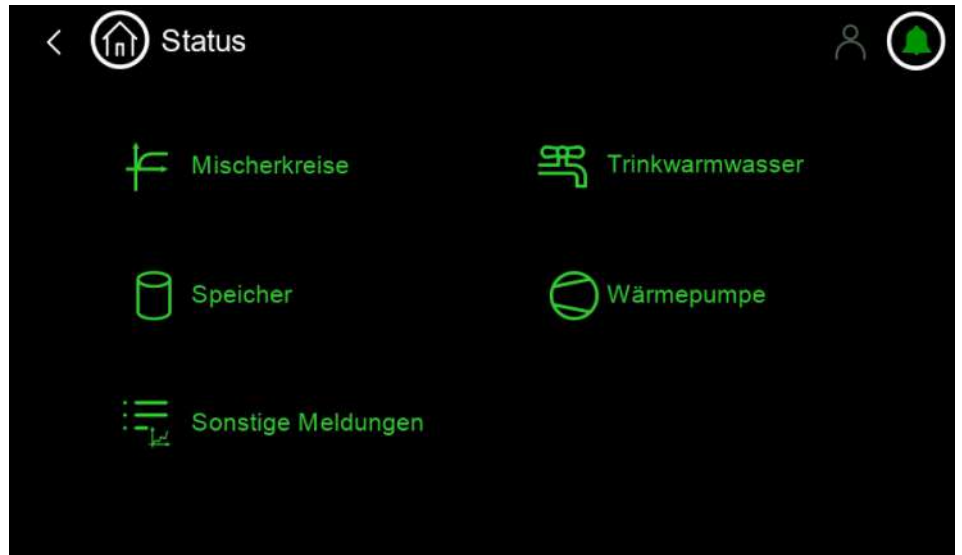 Status
Mischerkreise
Trinkwarmwasser
Speicher
Wärmepumpe
Sonstige Meldungen